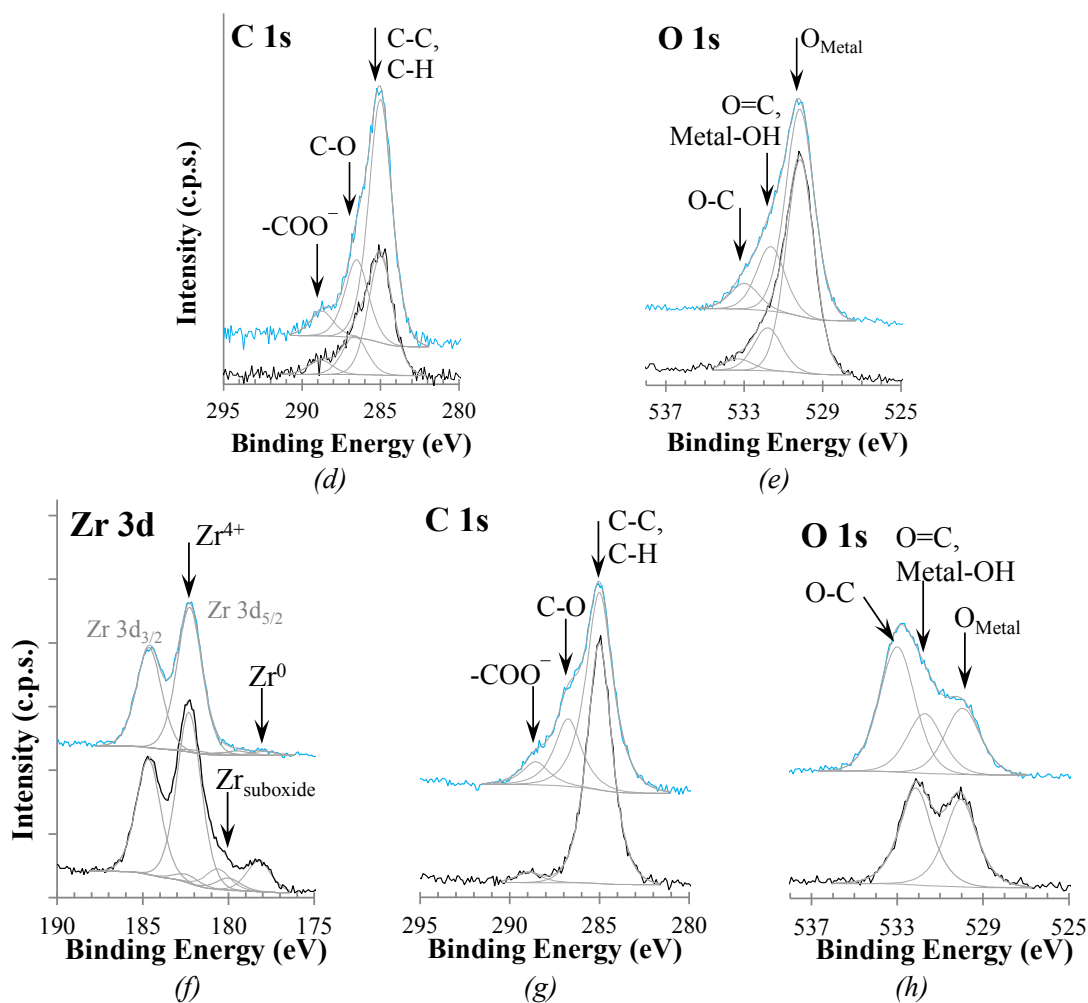 C 1s
C-C,
C-H
C-O
-COO⁻
Intensity (c.p.s.)
295 290 285 280
Binding Energy (eV)
(d)
O 1s
O_Metal
O=C,
Metal-OH
O-C
537 533 529 525
Binding Energy (eV)
(e)
Zr 3d
Zr⁴⁺
Zr 3d₃/₂
Zr 3d₅/₂
Zr⁰
Zr_suboxide
Intensity (c.p.s.)
190 185 180 175
Binding Energy (eV)
(f)
C 1s
C-C,
C-H
C-O
-COO⁻
295 290 285 280
Binding Energy (eV)
(g)
O 1s
O=C,
Metal-OH
O-C
O_Metal
537 533 529 525
Binding Energy (eV)
(h)